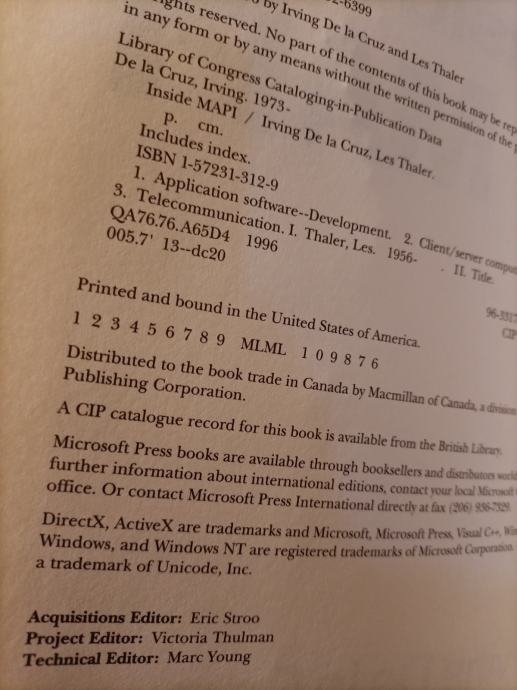 by Irving De la Cruz and Les Thaler
rights reserved. No part of the contents of this book may be
in any form or by any means without the written permission of the
Library of Congress Cataloging-in-Publication Data
De la Cruz, Irving. 1973-
Inside MAPI / Irving De la Cruz, Les Thaler.
p. cm.
Includes index.
ISBN 1-57231-312-9
1. Application software--Development. 2. Client/server
3. Telecommunication. I. Thaler, Les. 1956- . II. Title.
QA76.76.A65D4 1996
005.7' 13--dc20
CIP
Printed and bound in the United States of America.
1 2 3 4 5 6 7 8 9 MLML 1 0 9 8 7 6
Distributed to the book trade in Canada by Macmillan of Canada, a division
Publishing Corporation.
A CIP catalogue record for this book is available from the British Library.
Microsoft Press books are available through booksellers and distributors
further information about international editions, contact your local Microsoft
office. Or contact Microsoft Press International directly at fax (206) 936-7329.
DirectX, ActiveX are trademarks and Microsoft, Microsoft Press, Visual C++,
Windows, and Windows NT are registered trademarks of Microsoft Corporation.
a trademark of Unicode, Inc.
Acquisitions Editor: Eric Stroo
Project Editor: Victoria Thulman
Technical Editor: Marc Young